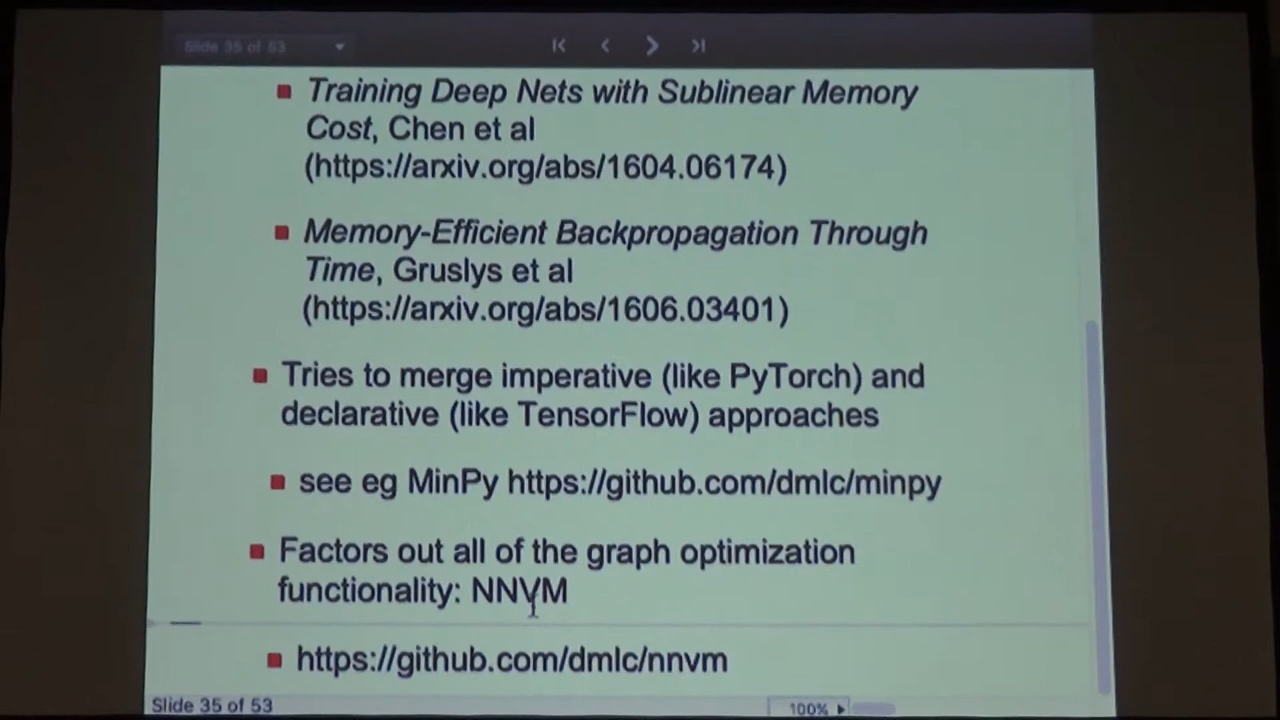 Slide 35 of 53
Training Deep Nets with Sublinear Memory
Cost, Chen et al
(https://arxiv.org/abs/1604.06174)
Memory-Efficient Backpropagation Through
Time, Gruslys et al
(https://arxiv.org/abs/1606.03401)
Tries to merge imperative (like PyTorch) and
declarative (like TensorFlow) approaches
see eg MinPy https://github.com/dmlc/minpy
Factors out all of the graph optimization
functionality: NNVM
https://github.com/dmlc/nnvm
Slide 35 of 53
100%